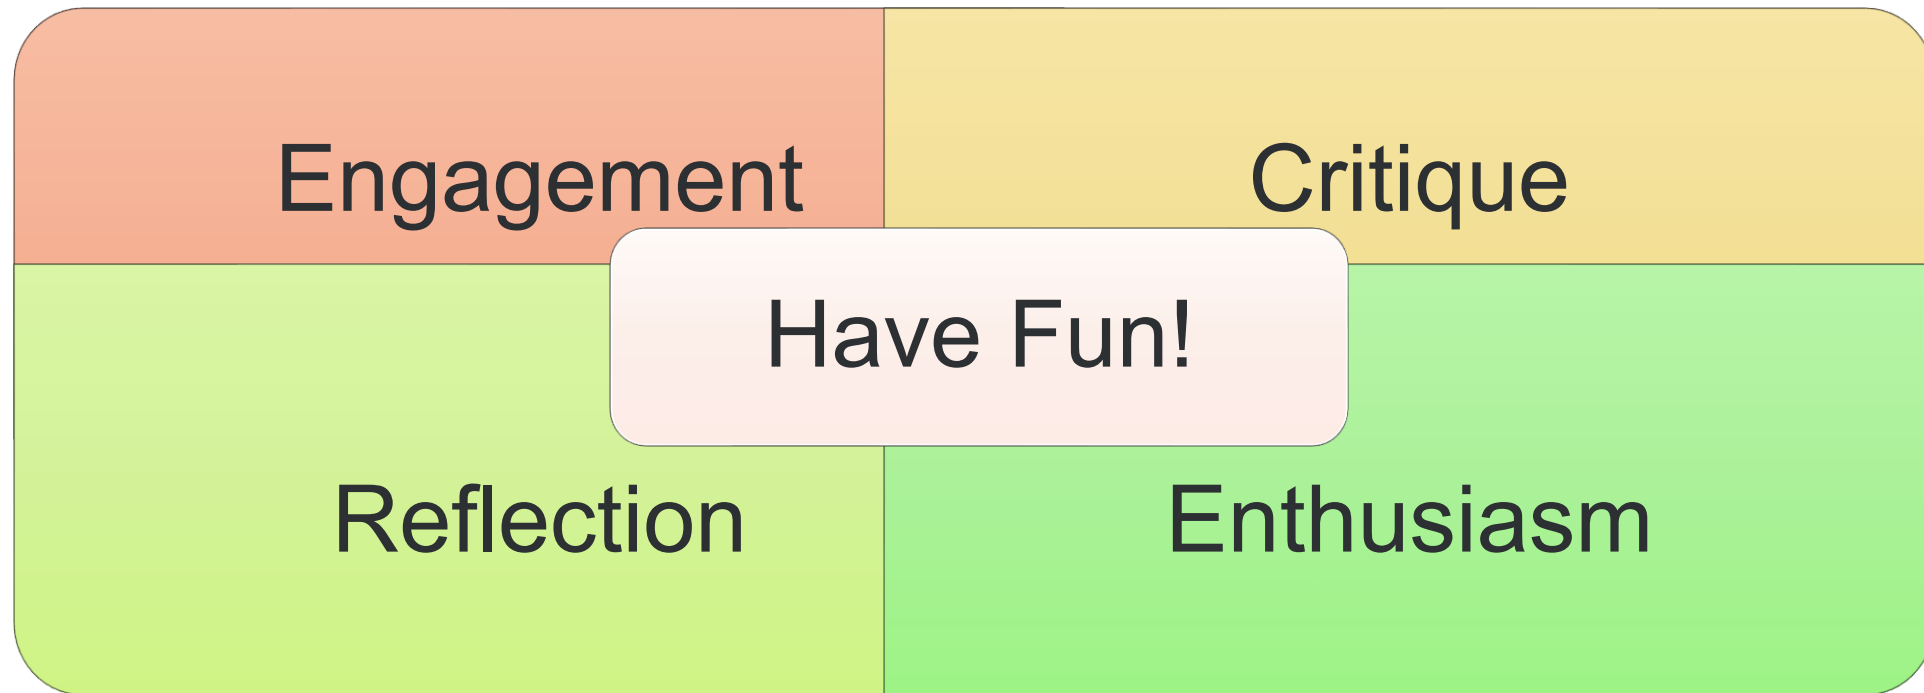 Engagement
Critique
Have Fun!
Reflection
Enthusiasm